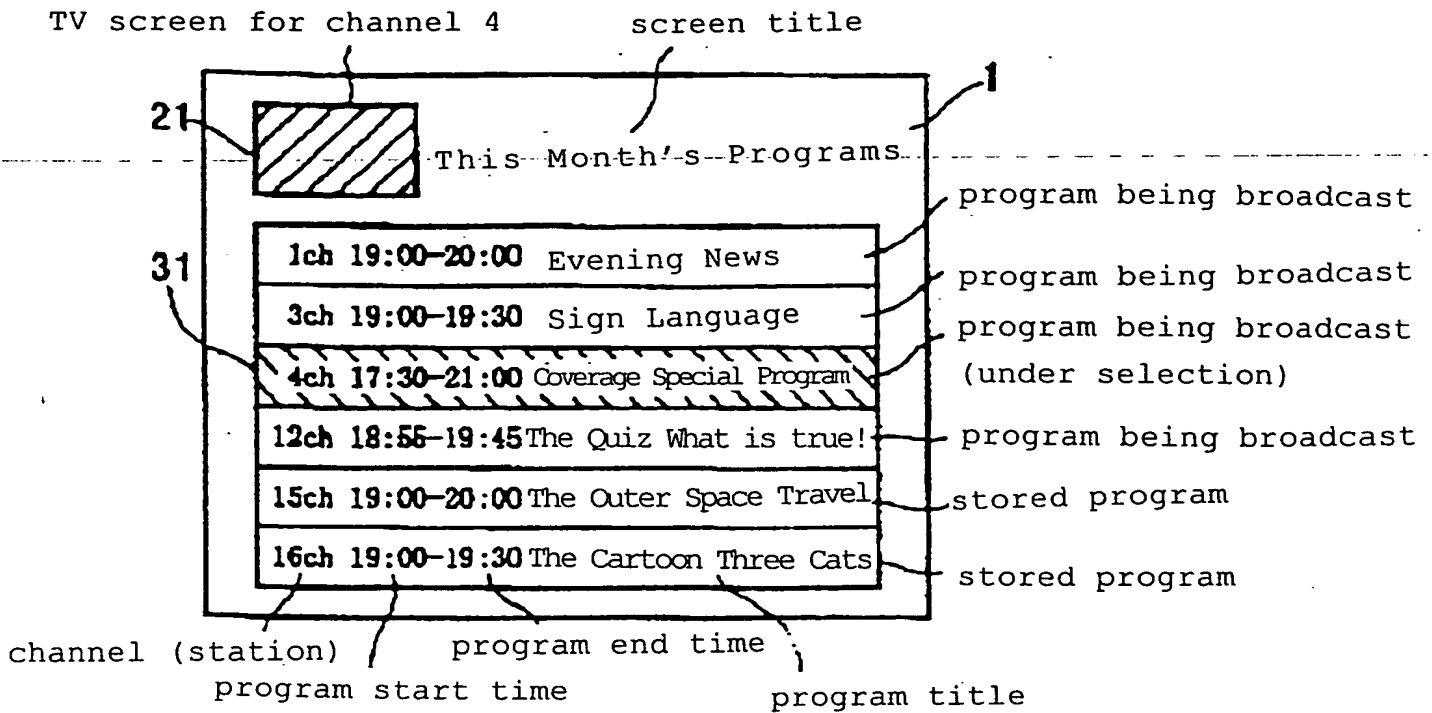 TV screen for channel 4
screen title
1
21
This Month's Programs
program being broadcast
1ch 19:00-20:00 Evening News
31
program being broadcast
3ch 19:00-19:30 Sign Language
program being broadcast
(under selection)
4ch 17:30-21:00 Coverage Special Program
12ch 18:55-19:45 The Quiz What is true!
program being broadcast
15ch 19:00-20:00 The Outer Space Travel
stored program
16ch 19:00-19:30 The Cartoon Three Cats
stored program
channel (station)
program end time
program start time
program title